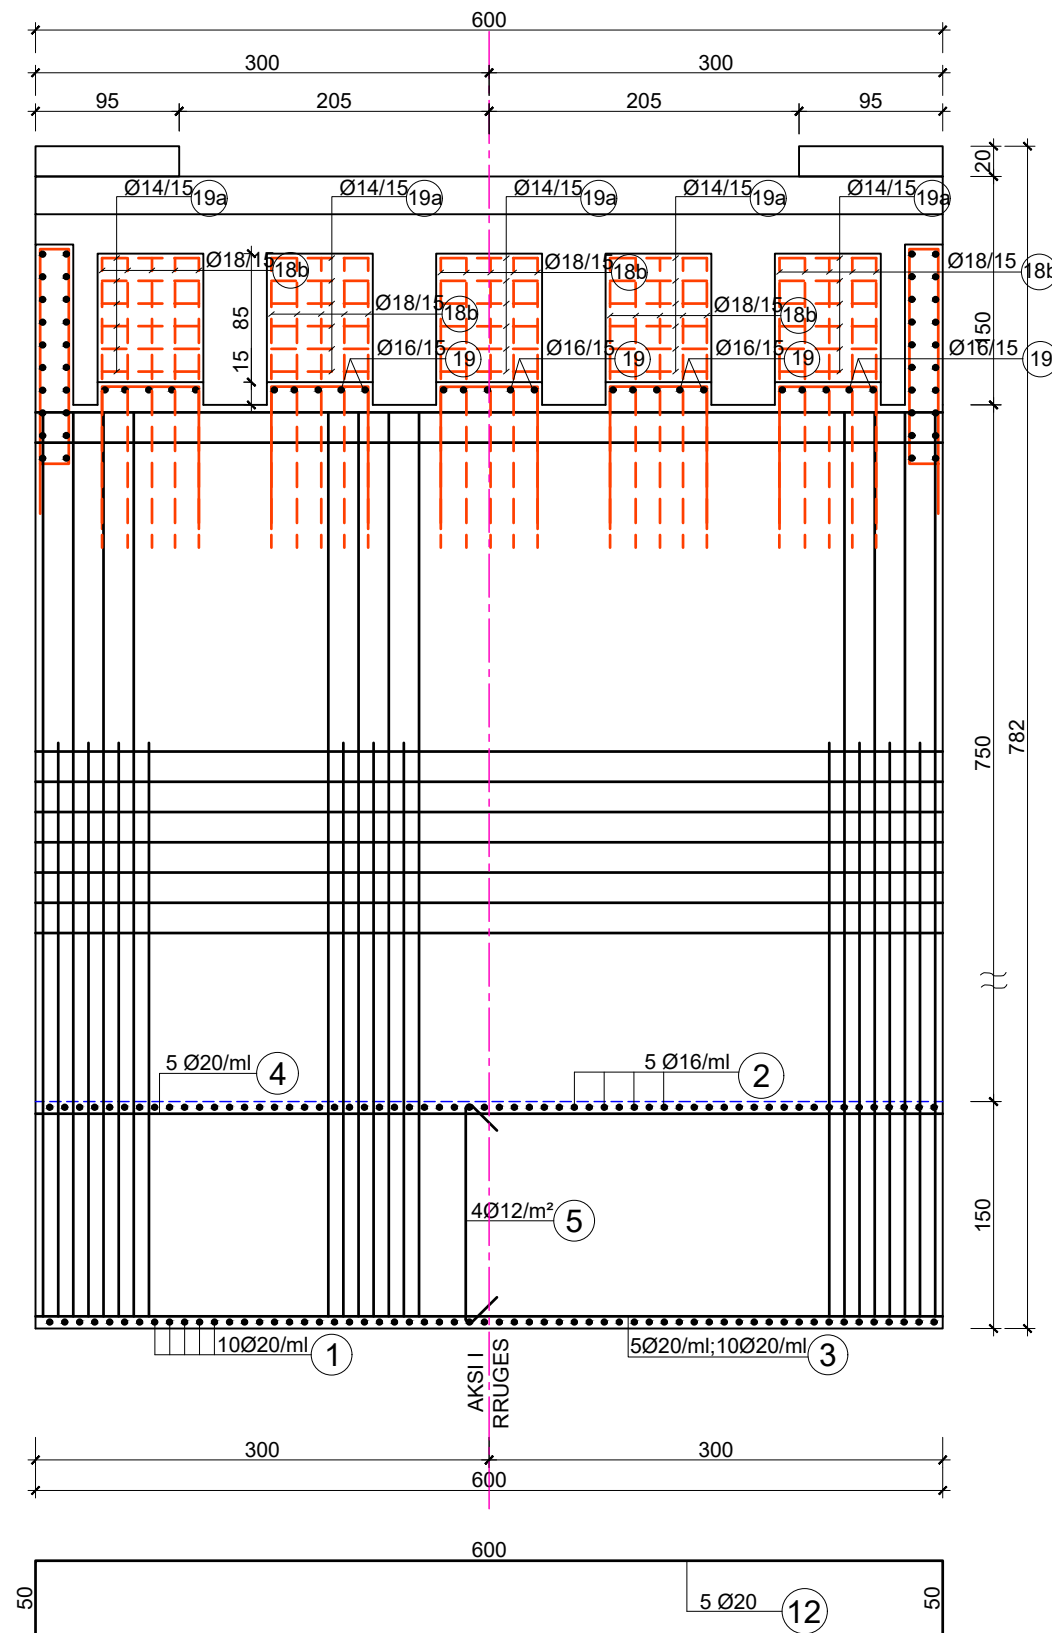 600
300 300
95 205 205 95
20
Ø14/15 19a Ø14/15 19a Ø14/15 19a Ø14/15 19a Ø14/15 19a
Ø18/15 18b Ø18/15 18b Ø18/15 18b
85 Ø18/15 18b Ø18/15 18b 150
15 Ø16/15 19 Ø16/15 19 Ø16/15 19 Ø16/15 19
750 782
5 Ø20/ml 4 5 Ø16/ml 2
4Ø12/m² 5 150
10Ø20/ml 1 5Ø20/ml;10Ø20/ml 3
AKSI I
RRUGES
300 300
600
600
50 5 Ø20 12 50